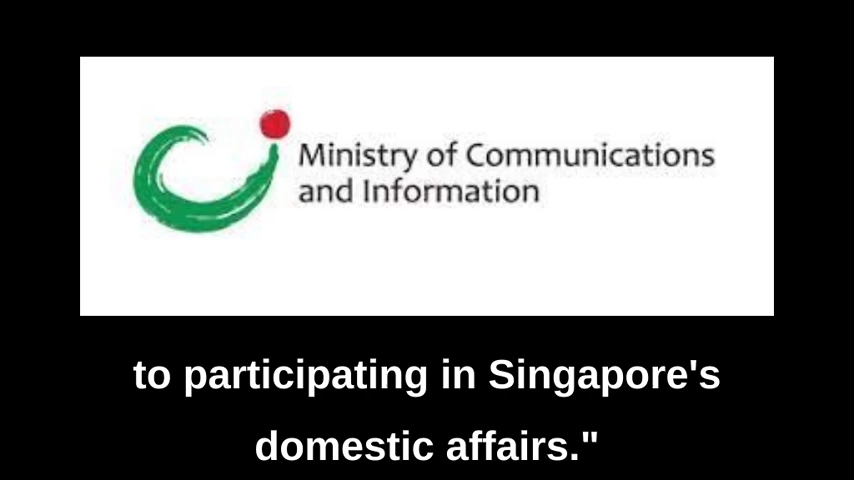 Ministry of Communications
and Information
to participating in Singapore's
domestic affairs."